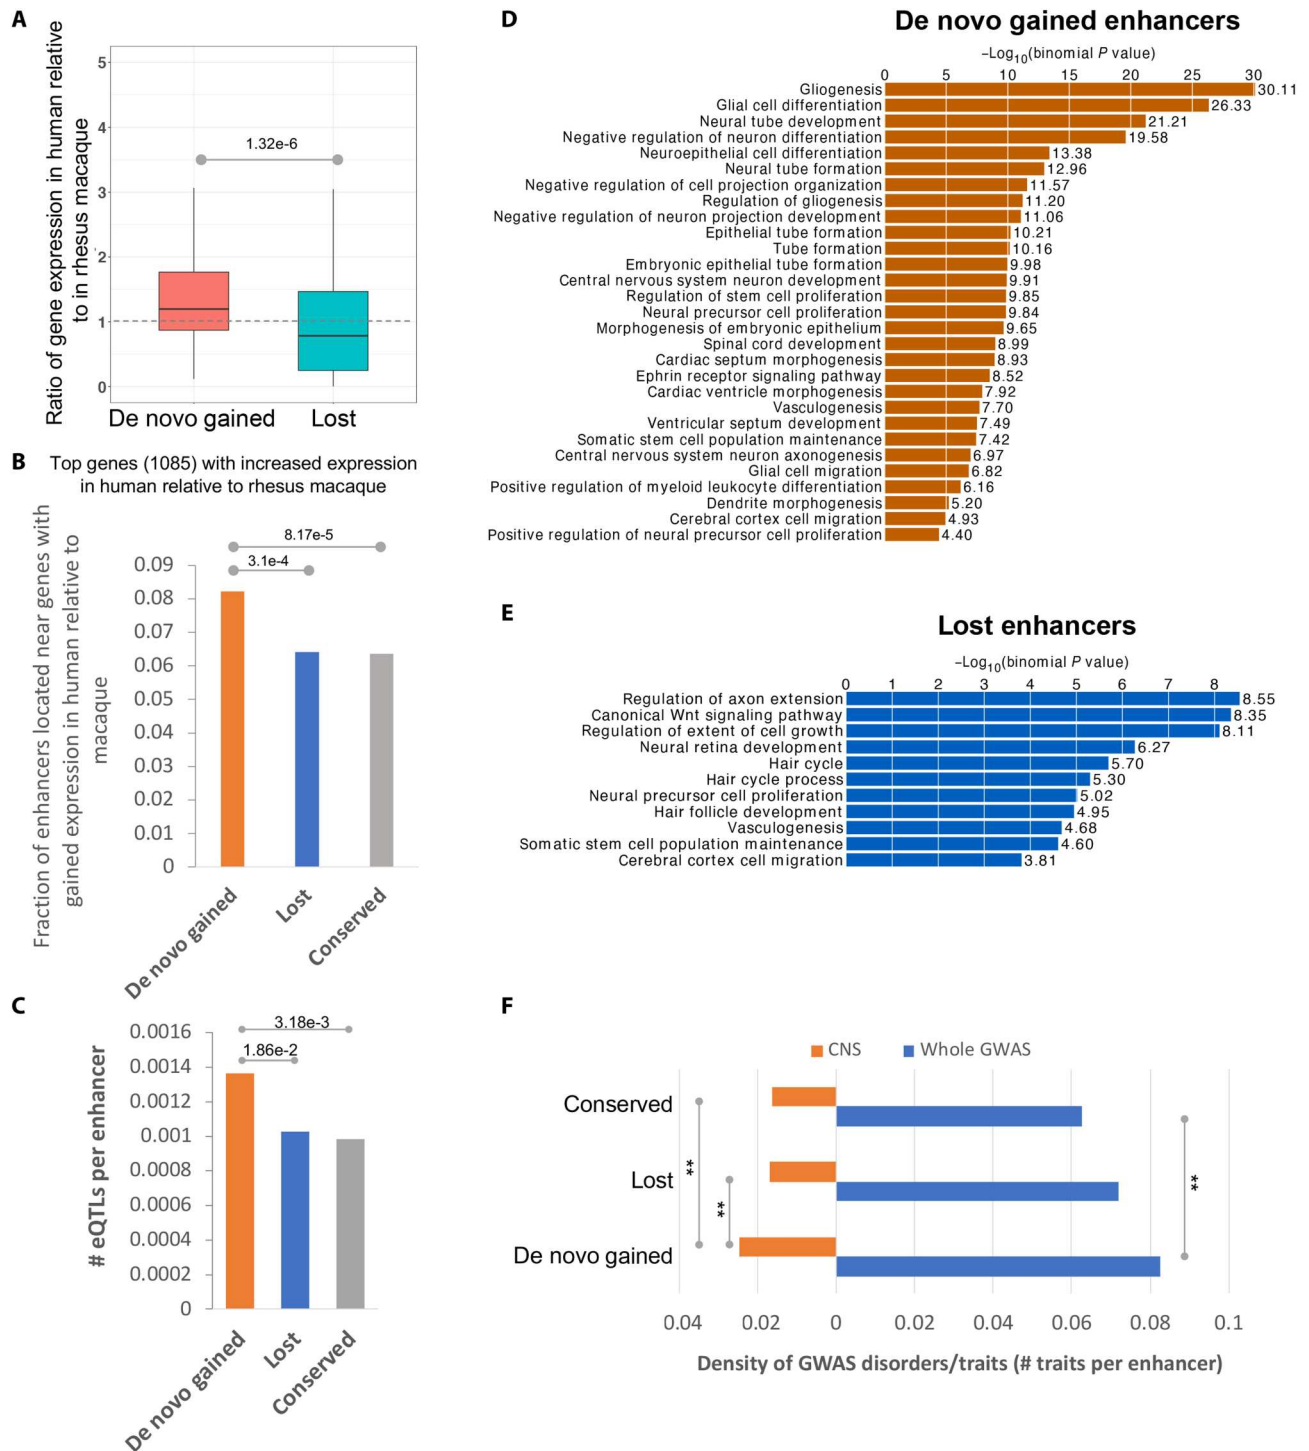 A
Ratio of gene expression in human relative
to in rhesus macaque
5
4
3
2
1
0
1.32e-6
De novo gained
Lost
B
Top genes (1085) with increased expression
in human relative to rhesus macaque
Fraction of enhancers located near genes with
gained expression in human relative to
macaque
8.17e-5
3.1e-4
0.09
0.08
0.07
0.06
0.05
0.04
0.03
0.02
0.01
0
De novo gained
Lost
Conserved
C
# eQTLs per enhancer
3.18e-3
1.86e-2
0.0016
0.0014
0.0012
0.001
0.0008
0.0006
0.0004
0.0002
0
De novo gained
Lost
Conserved
D
De novo gained enhancers
–Log10(binomial P value)
0 5 10 15 20 25 30
Gliogenesis 30.11
Glial cell differentiation 26.33
Neural tube development 21.21
Negative regulation of neuron differentiation 19.58
Neuroepithelial cell differentiation 13.38
Neural tube formation 12.96
Negative regulation of cell projection organization 11.57
Regulation of gliogenesis 11.20
Negative regulation of neuron projection development 11.06
Epithelial tube formation 10.21
Tube formation 10.16
Embryonic epithelial tube formation 9.98
Central nervous system neuron development 9.91
Regulation of stem cell proliferation 9.85
Neural precursor cell proliferation 9.84
Morphogenesis of embryonic epithelium 9.65
Spinal cord development 8.99
Cardiac septum morphogenesis 8.93
Ephrin receptor signaling pathway 8.52
Cardiac ventricle morphogenesis 7.92
Vasculogenesis 7.70
Ventricular septum development 7.49
Somatic stem cell population maintenance 7.42
Central nervous system neuron axonogenesis 6.97
Glial cell migration 6.82
Positive regulation of myeloid leukocyte differentiation 6.16
Dendrite morphogenesis 5.20
Cerebral cortex cell migration 4.93
Positive regulation of neural precursor cell proliferation 4.40
E
Lost enhancers
–Log10(binomial P value)
0 1 2 3 4 5 6 7 8
Regulation of axon extension 8.55
Canonical Wnt signaling pathway 8.35
Regulation of extent of cell growth 8.11
Neural retina development 6.27
Hair cycle 5.70
Hair cycle process 5.30
Neural precursor cell proliferation 5.02
Hair follicle development 4.95
Vasculogenesis 4.68
Somatic stem cell population maintenance 4.60
Cerebral cortex cell migration 3.81
F
CNS Whole GWAS
Conserved
Lost
De novo gained
**
**
**
0.04 0.02 0 0.02 0.04 0.06 0.08 0.1
Density of GWAS disorders/traits (# traits per enhancer)